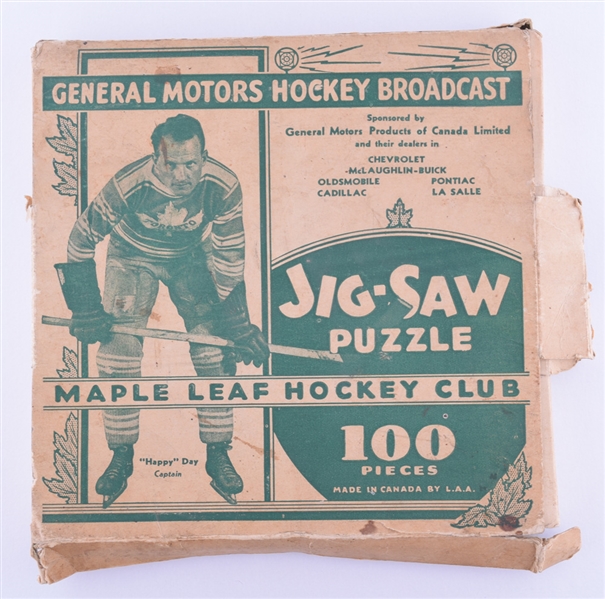 GENERAL MOTORS HOCKEY BROADCAST
Sponsored by
General Motors Products of Canada Limited
and their dealers in
CHEVROLET
-McLAUGHLIN-BUICK
OLDSMOBILE PONTIAC
CADILLAC LA SALLE
JIG-SAW
PUZZLE
MAPLE LEAF HOCKEY CLUB
100
PIECES
"Happy" Day
Captain
MADE IN CANADA BY L.A.A.